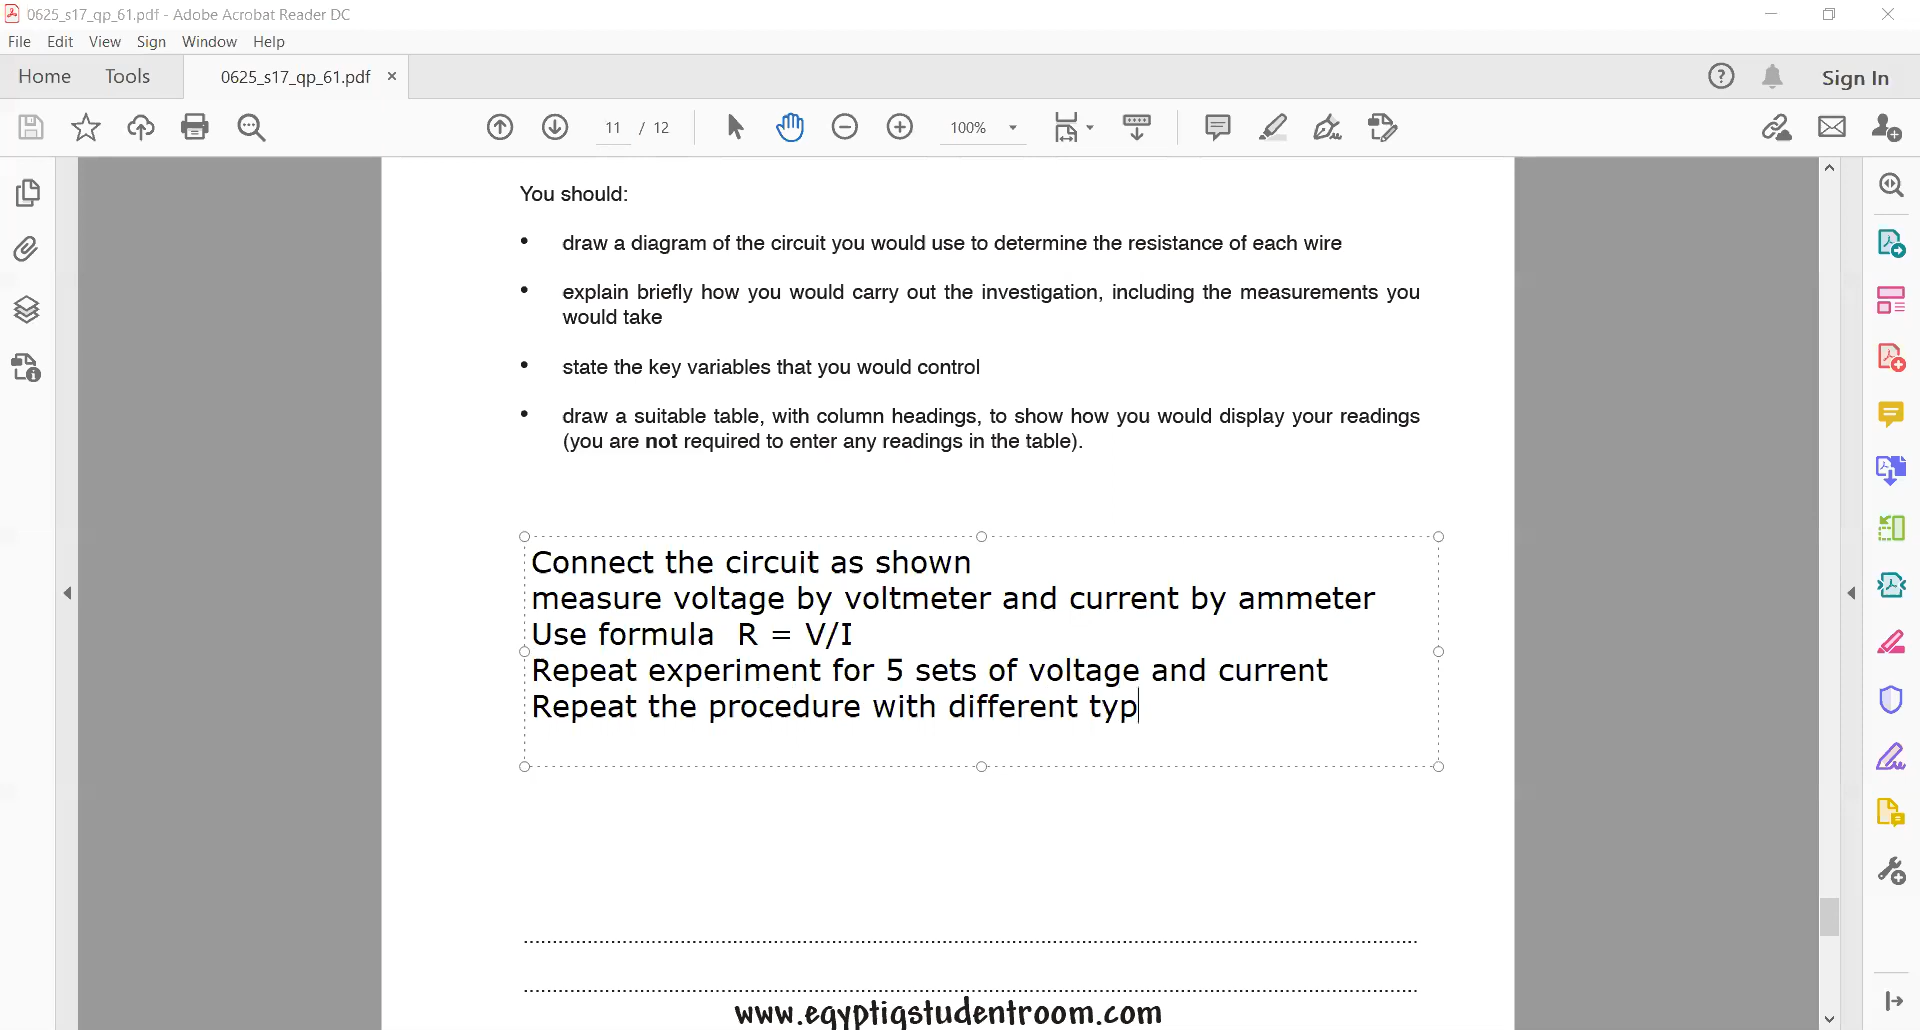 0625_s17_qp_61.pdf - Adobe Acrobat Reader DC
File Edit View Sign Window Help
Home Tools 0625_s17_qp_61.pdf × Sign In
11 / 12 100%
You should:
• draw a diagram of the circuit you would use to determine the resistance of each wire
• explain briefly how you would carry out the investigation, including the measurements you
would take
• state the key variables that you would control
• draw a suitable table, with column headings, to show how you would display your readings
(you are not required to enter any readings in the table).
Connect the circuit as shown
measure voltage by voltmeter and current by ammeter
Use formula R = V/I
Repeat experiment for 5 sets of voltage and current
Repeat the procedure with different typ
www.egyptigstudentroom.com